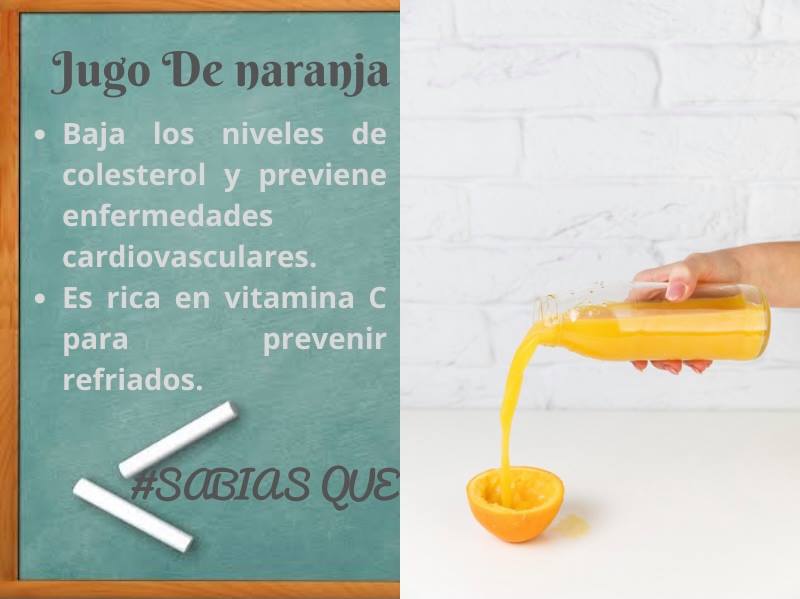 Jugo De naranja
• Baja los niveles de
colesterol y previene
enfermedades
cardiovasculares.
• Es rica en vitamina C
para prevenir
refriados.
#SABIAS QUE